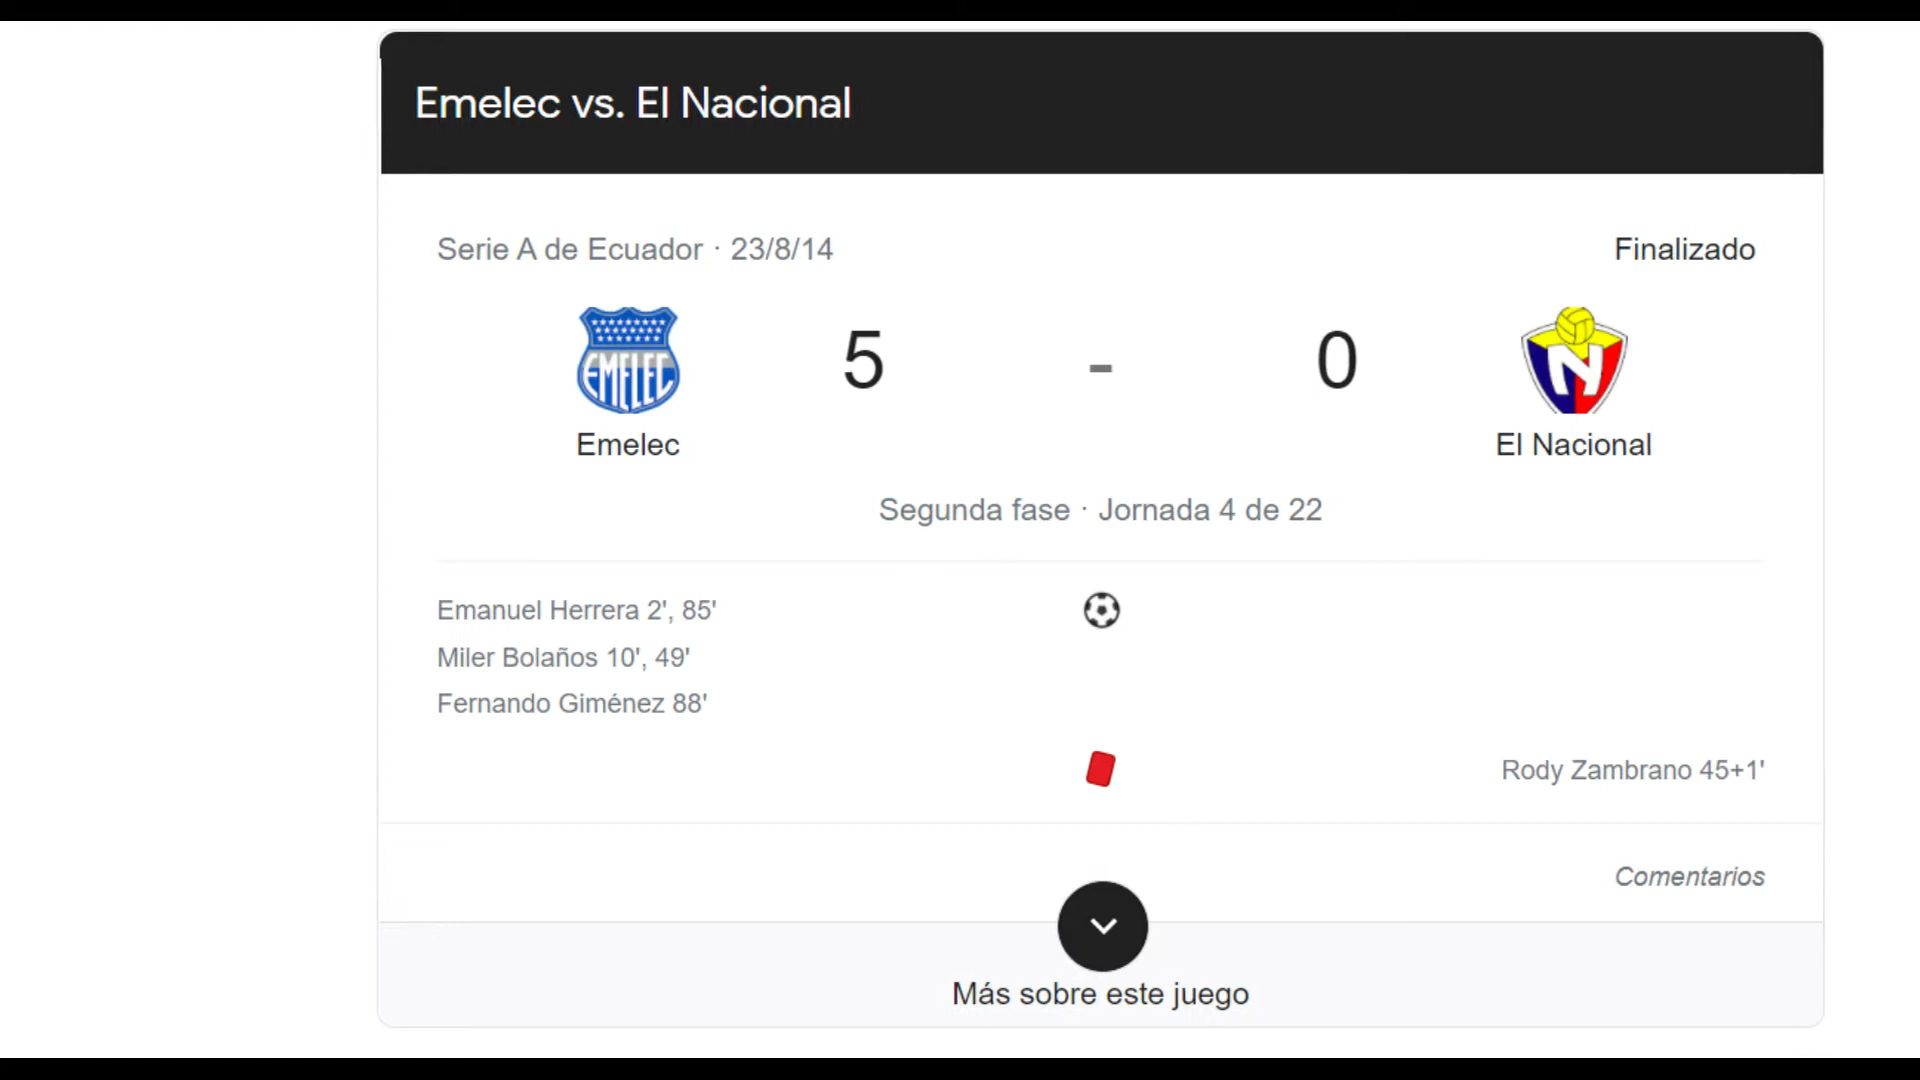 Emelec vs. El Nacional
Serie A de Ecuador · 23/8/14
Finalizado
EMELEC
5 - 0
N
Emelec
El Nacional
Segunda fase · Jornada 4 de 22
Emanuel Herrera 2', 85'
Miler Bolaños 10', 49'
Fernando Giménez 88'
Rody Zambrano 45+1'
Comentarios
Más sobre este juego